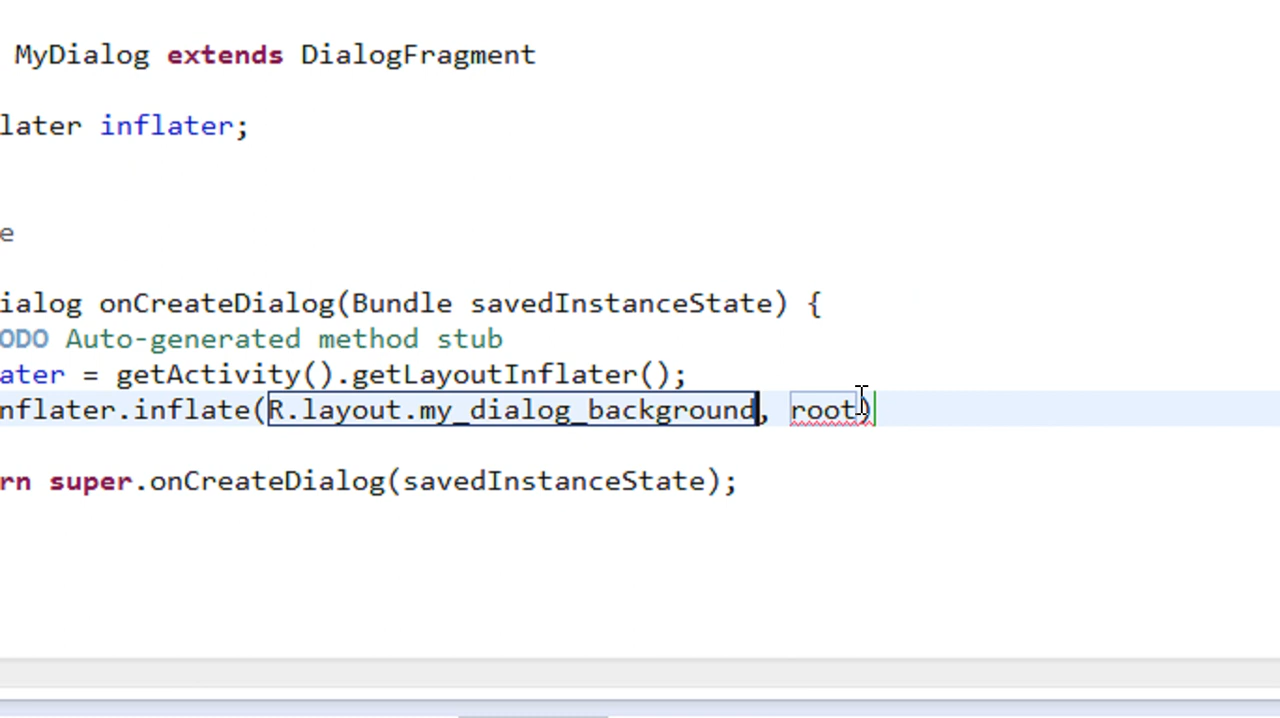 MyDialog extends DialogFragment
later inflater;
e
ialog onCreateDialog(Bundle savedInstanceState) {
ODO Auto-generated method stub
ater = getActivity().getLayoutInflater();
nflater.inflate(R.layout.my_dialog_background, root)
rn super.onCreateDialog(savedInstanceState);